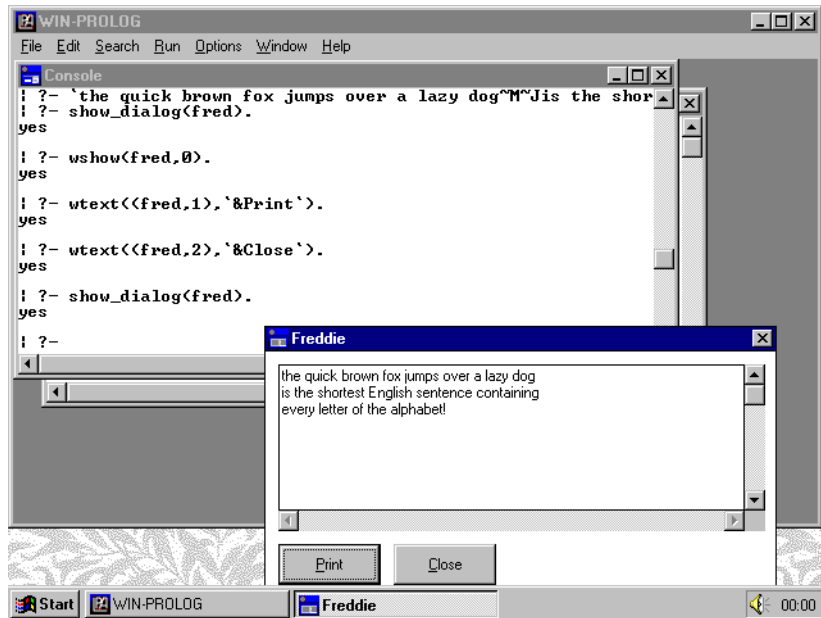 WIN-PROLOG
File Edit Search Run Options Window Help
Console
| ?- `the quick brown fox jumps over a lazy dog~M~Jis the shor
| ?- show_dialog(fred).
yes
| ?- wshow(fred,0).
yes
| ?- wtext((fred,1),`&Print`).
yes
| ?- wtext((fred,2),`&Close`).
yes
| ?- show_dialog(fred).
yes
| ?-
Freddie
the quick brown fox jumps over a lazy dog
is the shortest English sentence containing
every letter of the alphabet!
Print Close
Start WIN-PROLOG Freddie 00:00